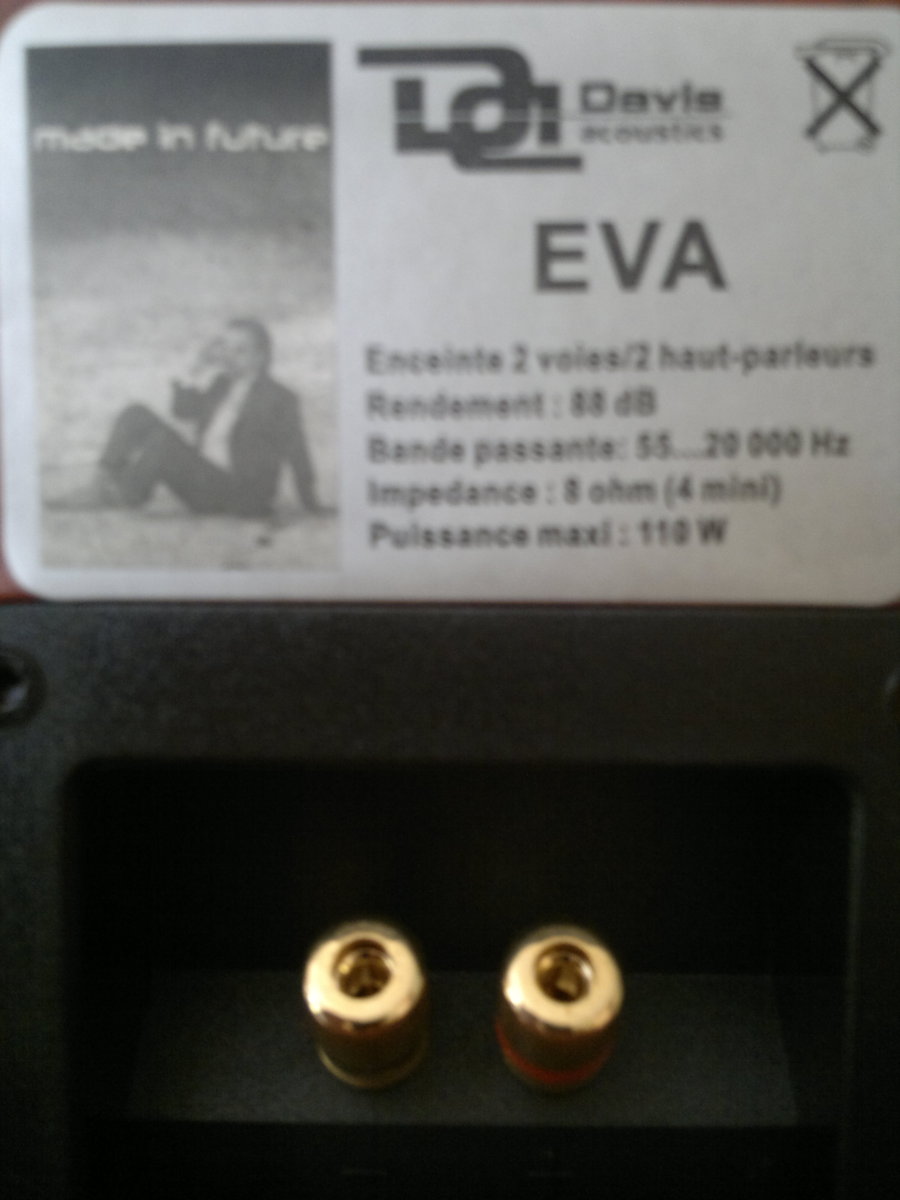 made in future
Davis
acoustics
EVA
Enceinte 2 voies/2 haut-parleurs
Rendement : 88 dB
Bande passante: 55...20 000 Hz
Impedance : 8 ohm (4 mini)
Puissance maxi : 110 W